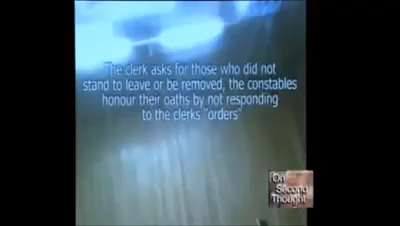 The clerk asks for those who did not
stand to leave or be removed, the constables
honour their oaths by not responding
to the clerks "orders"
On
Second
Thought